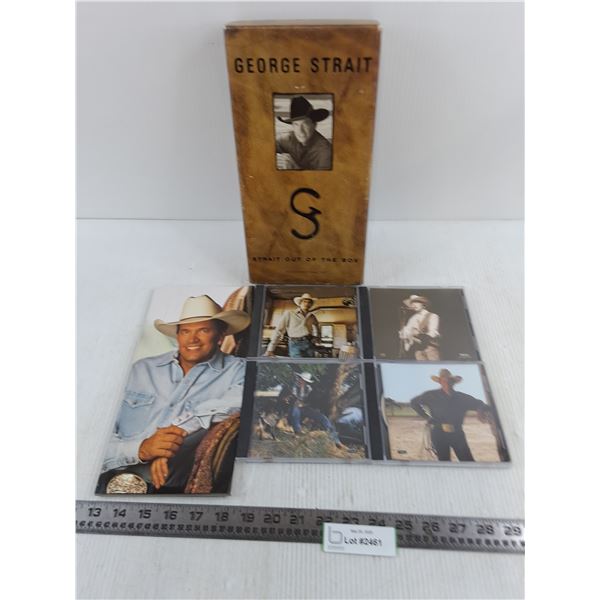 GEORGE STRAIT
GS
STRAIT OUT OF THE BOX
13 14 15 16 17 18 19 20 21 22 23 24 25 26 27 28 29
b
Lot #2461